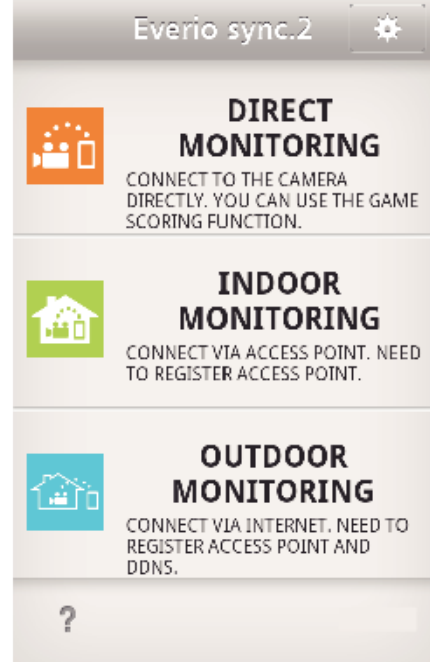 Everio sync.2
DIRECT
MONITORING
CONNECT TO THE CAMERA
DIRECTLY. YOU CAN USE THE GAME
SCORING FUNCTION.
INDOOR
MONITORING
CONNECT VIA ACCESS POINT. NEED
TO REGISTER ACCESS POINT.
OUTDOOR
MONITORING
CONNECT VIA INTERNET. NEED TO
REGISTER ACCESS POINT AND
DDNS.
?